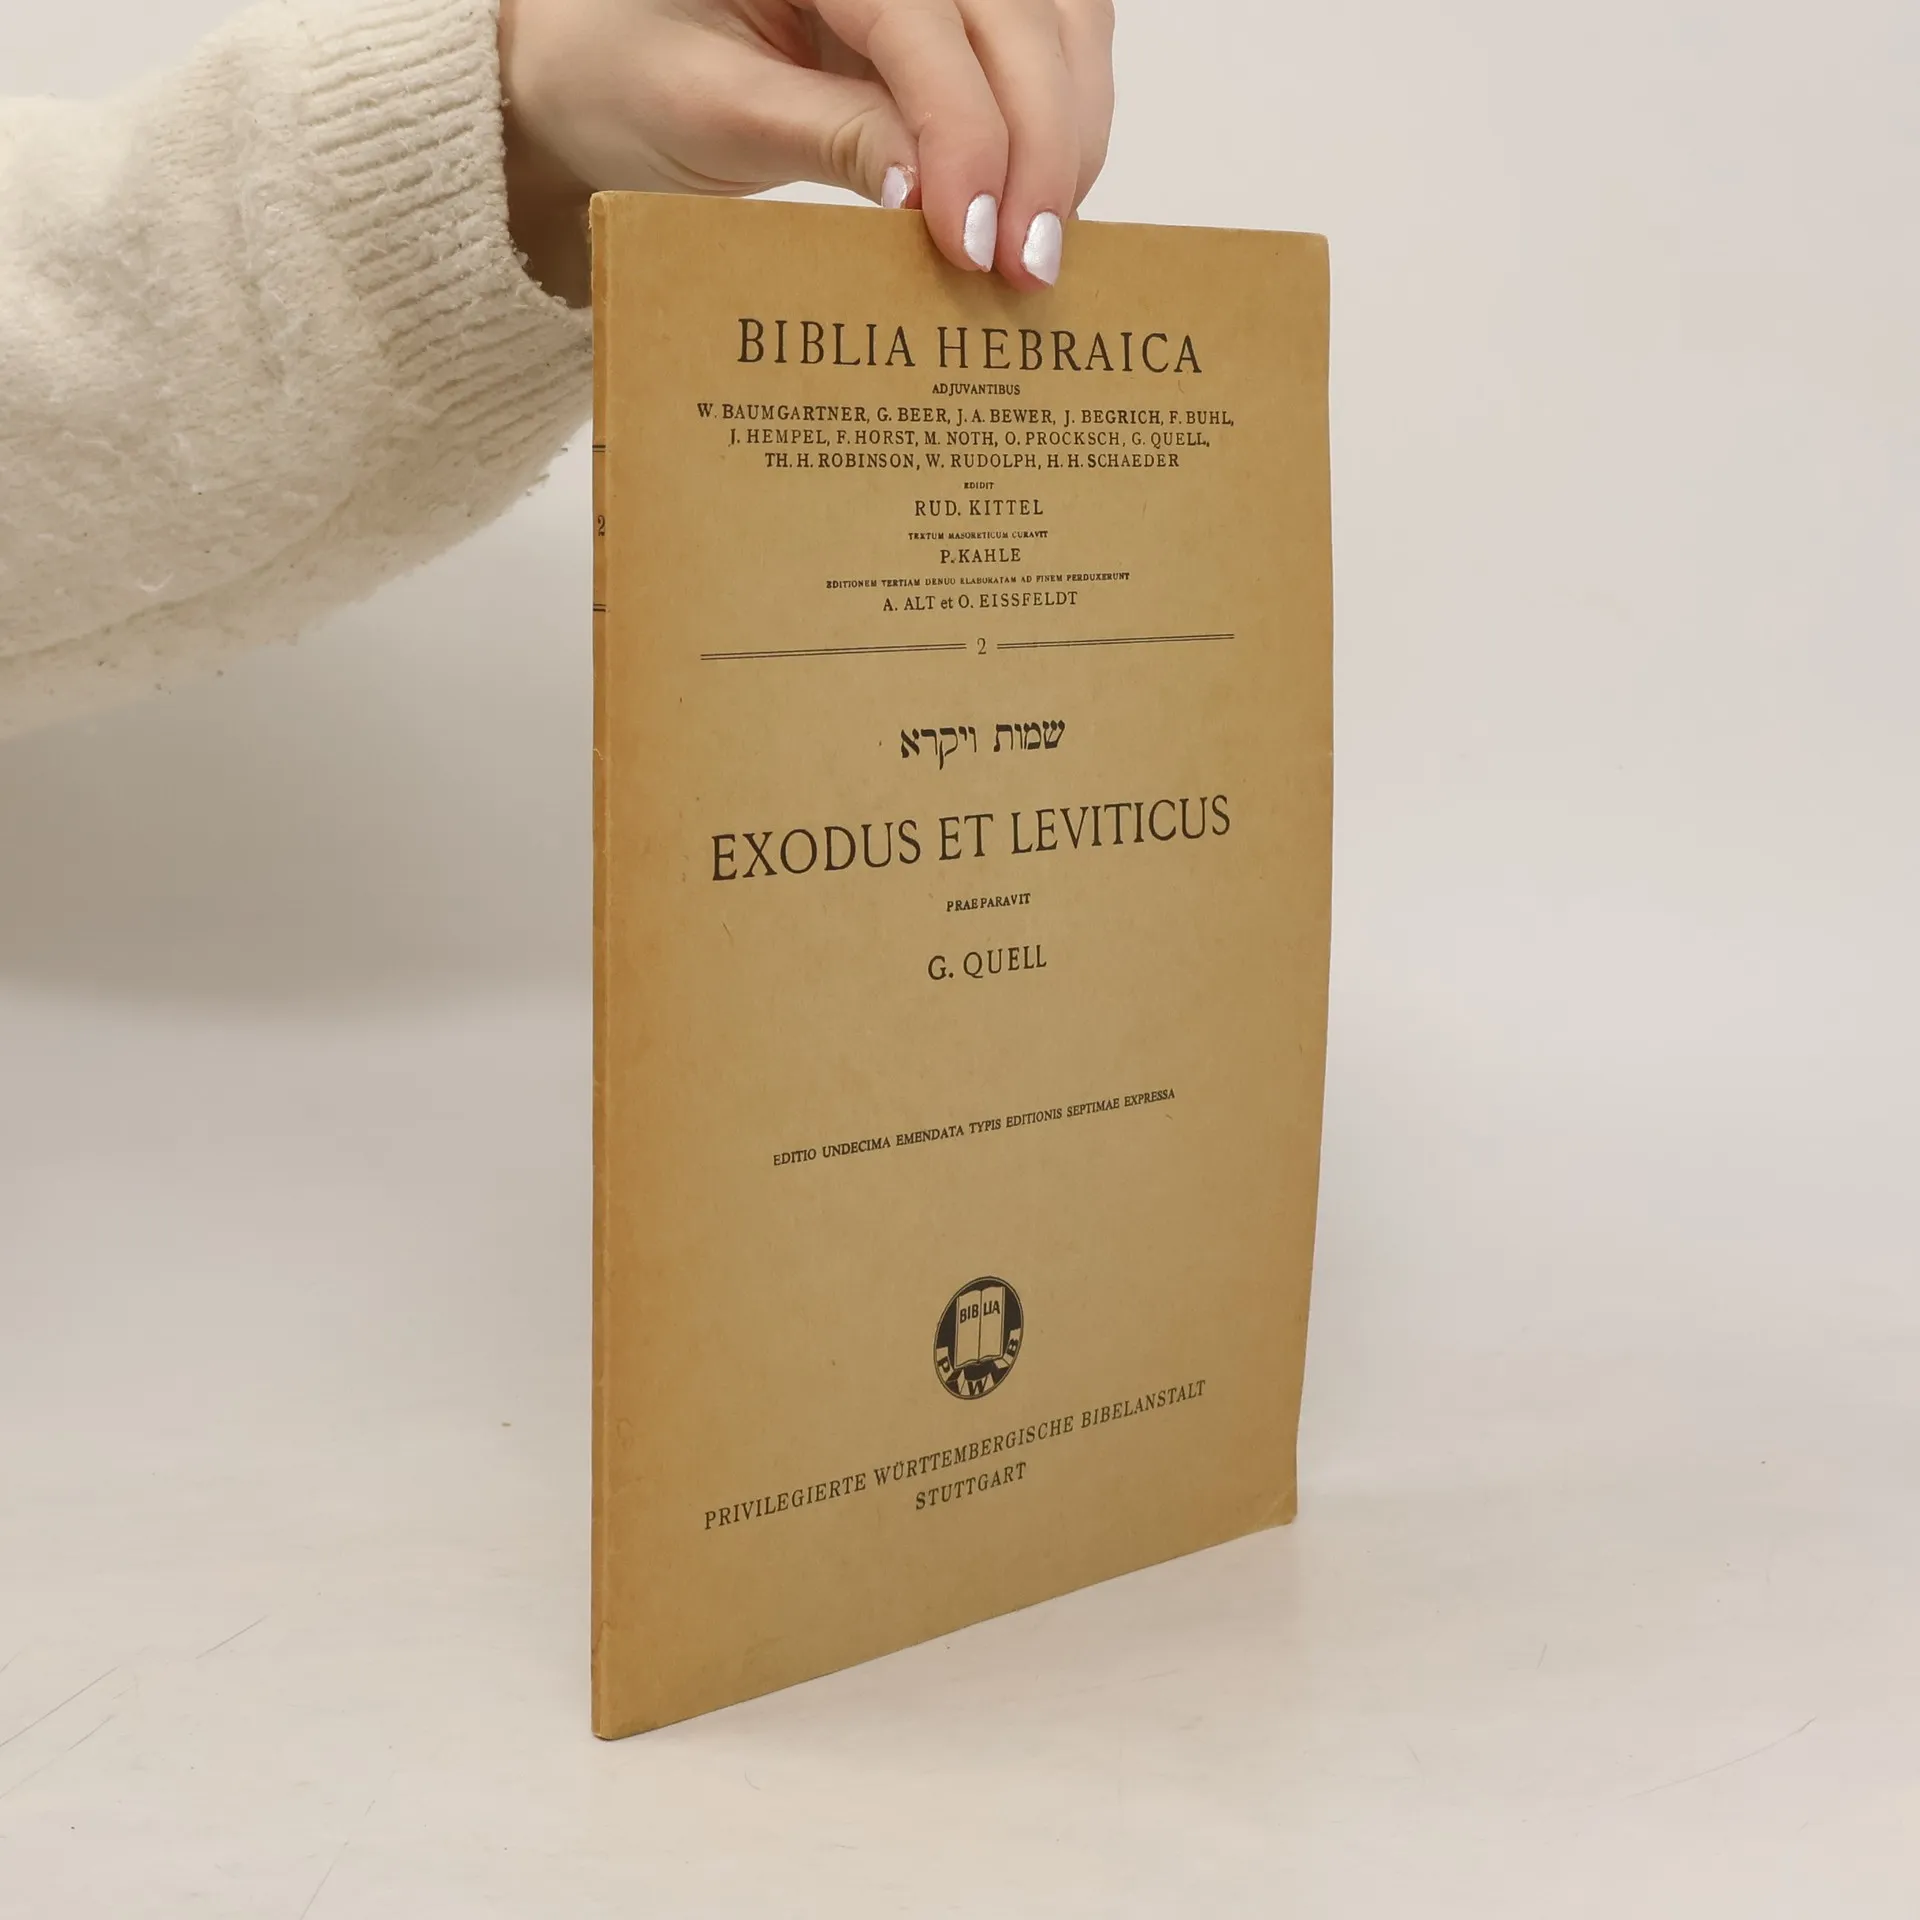 BIBLIA HEBRAICA
ADJUVANTIBUS
W. BAUMGARTNER, G. BEER, J. A. BEWER, J. BEGRICH, F. BUHL,
J. HEMPEL, F. HORST, M. NOTH, O. PROCKSCH, G. QUELL,
TH. H. ROBINSON, W. RUDOLPH, H. H. SCHAEDER
EDIDIT
RUD. KITTEL
TEXTUM MASORETICUM CURAVIT
P. KAHLE
EDITIONEM TERTIAM DENUO ELABORATAM AD FINEM PERDUXERUNT
A. ALT et O. EISSFELDT
2
2
שמות ויקרא
EXODUS ET LEVITICUS
PRAEPARAVIT
G. QUELL
EDITIO UNDECIMA EMENDATA TYPIS EDITIONIS SEPTIMAE EXPRESSA
BIBLIA
P W B
PRIVILEGIERTE WÜRTTEMBERGISCHE BIBELANSTALT
STUTTGART